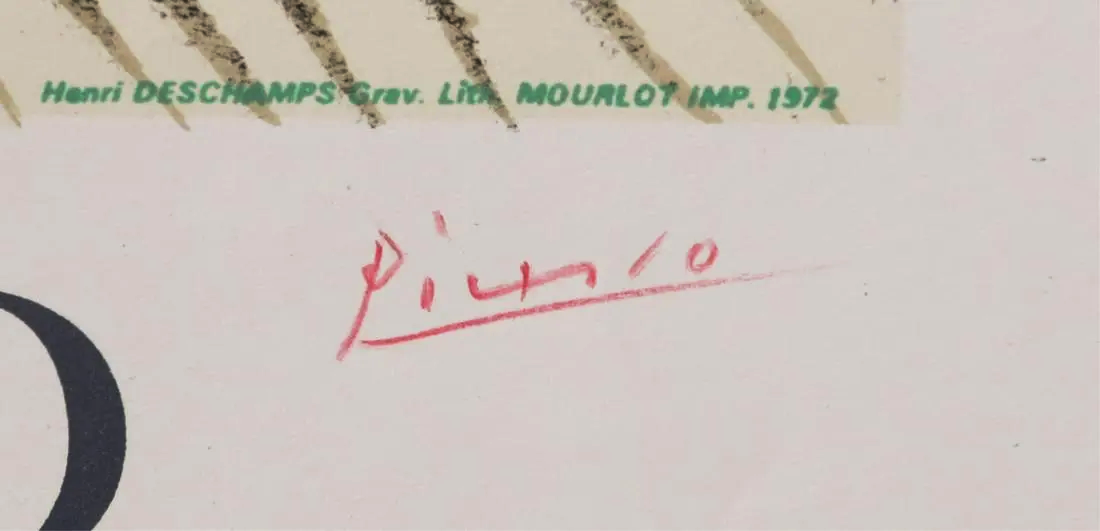 Henri DESCHAMPS Grav. Lith. MOURLOT IMP. 1972
Picasso